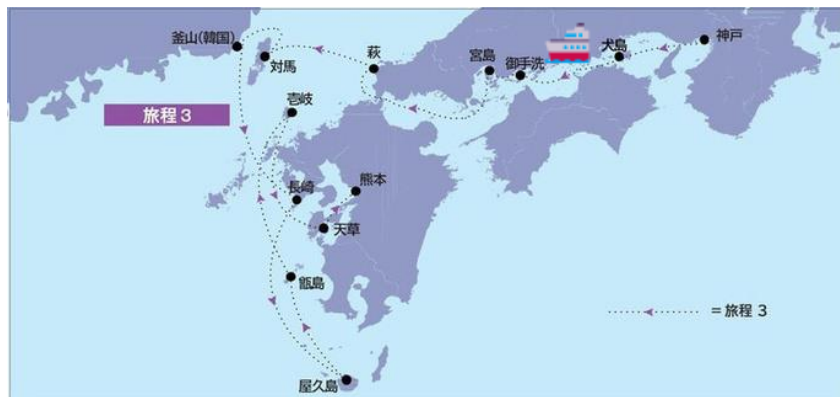 釜山(韓国)
対馬
萩
宮島
御手洗
犬島
神戸
壱岐
旅程 3
長崎
熊本
天草
甑島
屋久島
= 旅程 3